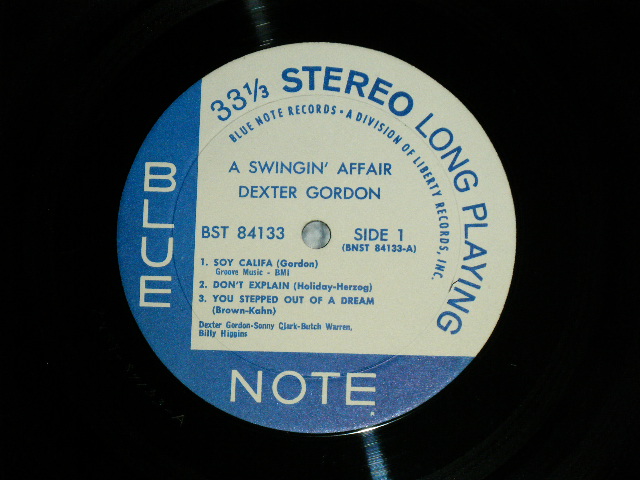 33⅓ STEREO LONG PLAYING
BLUE NOTE RECORDS • A DIVISION OF LIBERTY RECORDS, INC.
A SWINGIN' AFFAIR
DEXTER GORDON
BST 84133 SIDE 1
(BNST 84133-A)
1. SOY CALIFA (Gordon)
Groove Music - BMI
2. DON'T EXPLAIN (Holiday-Herzog)
3. YOU STEPPED OUT OF A DREAM
(Brown-Kahn)
Dexter Gordon-Sonny Clark-Butch Warren,
Billy Higgins
BLUE
NOTE